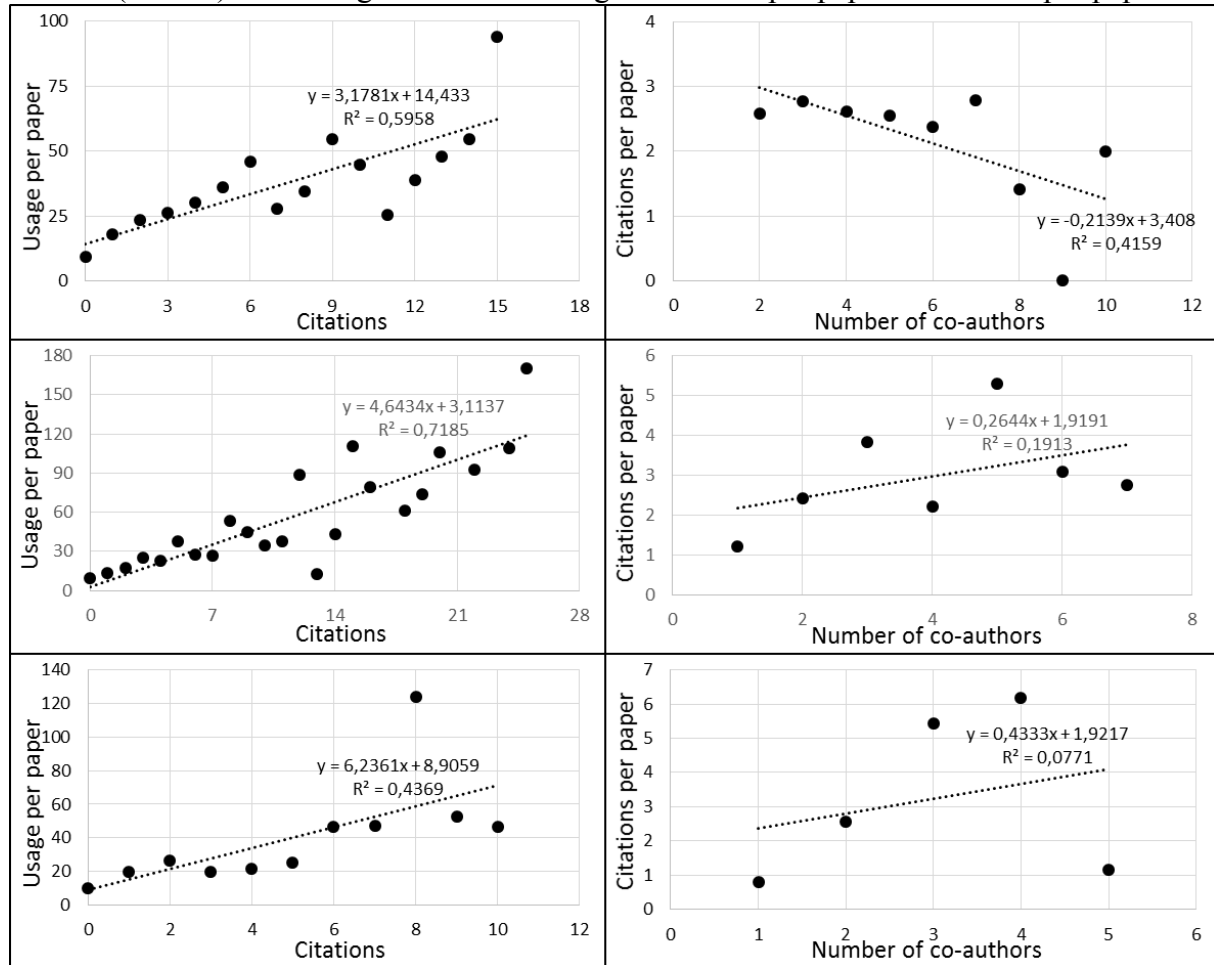 100
75
50
25
0
Usage per paper
y = 3,1781x + 14,433
R² = 0,5958
0 3 6 9 12 15 18
Citations
4
3
2
1
0
Citations per paper
y = -0,2139x + 3,408
R² = 0,4159
0 2 4 6 8 10 12
Number of co-authors
180
150
120
90
60
30
0
Usage per paper
y = 4,6434x + 3,1137
R² = 0,7185
0 7 14 21 28
Citations
6
5
4
3
2
1
0
Citations per paper
y = 0,2644x + 1,9191
R² = 0,1913
0 2 4 6 8
Number of co-authors
140
120
100
80
60
40
20
0
Usage per paper
y = 6,2361x + 8,9059
R² = 0,4369
0 2 4 6 8 10 12
Citations
7
6
5
4
3
2
1
0
Citations per paper
y = 0,4333x + 1,9217
R² = 0,0771
0 1 2 3 4 5 6
Number of co-authors